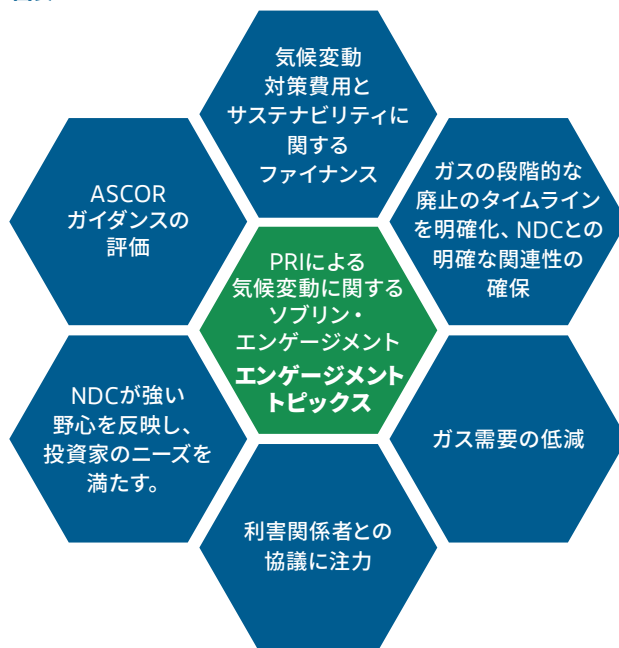 気候変動
対策費用と
サステナビリティに
関する
ファイナンス
ASCOR
ガイダンスの
評価
ガスの段階的な
廃止のタイムライン
を明確化、NDCとの
明確な関連性の
確保
PRIによる
気候変動に関する
ソブリン・
エンゲージメント
エンゲージメント
トピックス
NDCが強い
野心を反映し、
投資家のニーズを
満たす。
ガス需要の低減
利害関係者との
協議に注力